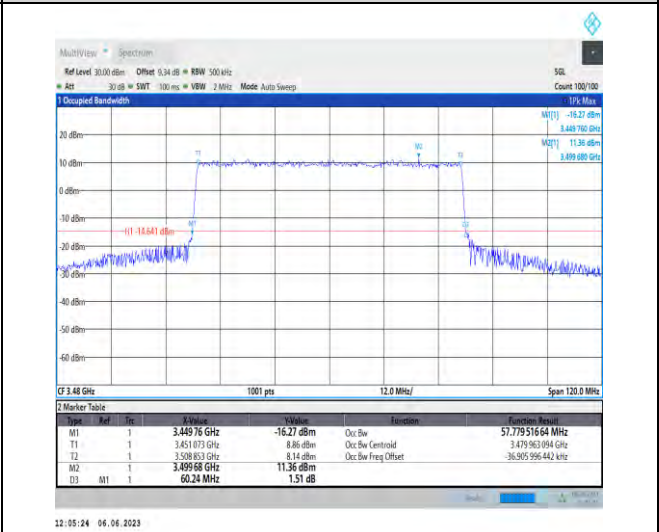 MultiView Spectrum
Ref Level 30.00 dBm Offset 9.34 dB RBW 500 kHz SGL
Att 30 dB SWT 100 ms VBW 2 MHz Mode Auto Sweep Count 100/100
1 Occupied Bandwidth 1Pk Max
M1[1] -16.27 dBm
3.449 760 GHz
M2[1] 11.36 dBm
3.499 680 GHz
20 dBm
M2
T1 T2
10 dBm
0 dBm
-10 dBm
M1
H1 -14.641 dBm
-20 dBm
-30 dBm
-40 dBm
-50 dBm
-60 dBm
CF 3.48 GHz 1001 pts 12.0 MHz/ Span 120.0 MHz
2 Marker Table
Type Ref Trc X-Value Y-Value Function Function Result
M1 1 3.449 76 GHz -16.27 dBm Occ Bw 57.779 516 64 MHz
T1 1 3.451 073 GHz 8.86 dBm Occ Bw Centroid 3.479 963 094 GHz
T2 1 3.508 853 GHz 8.14 dBm Occ Bw Freq Offset -36.905 996 442 kHz
M2 1 3.499 68 GHz 11.36 dBm
D3 M1 1 60.24 MHz 1.51 dB
12:05:24 06.06.2023